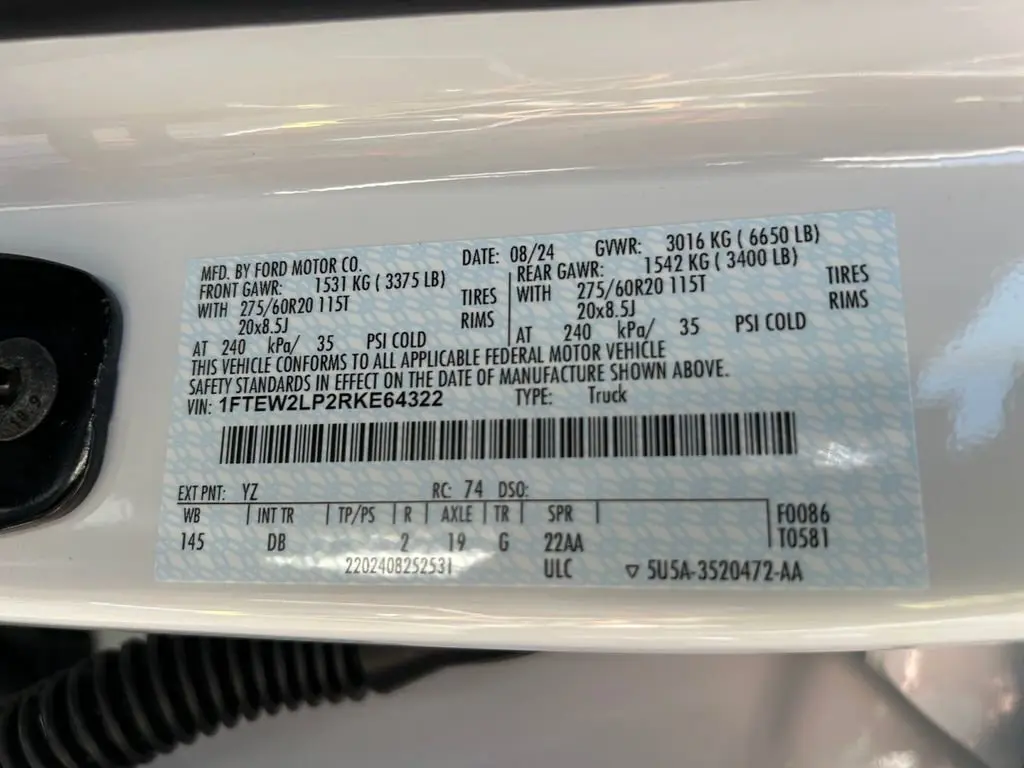 MFD. BY FORD MOTOR CO. DATE: 08/24 GVWR: 3016 KG ( 6650 LB)
FRONT GAWR: 1531 KG ( 3375 LB) REAR GAWR: 1542 KG ( 3400 LB)
WITH 275/60R20 115T TIRES WITH 275/60R20 115T TIRES
20x8.5J RIMS 20x8.5J RIMS
AT 240 kPa/ 35 PSI COLD AT 240 kPa/ 35 PSI COLD
THIS VEHICLE CONFORMS TO ALL APPLICABLE FEDERAL MOTOR VEHICLE
SAFETY STANDARDS IN EFFECT ON THE DATE OF MANUFACTURE SHOWN ABOVE.
VIN: 1FTEW2LP2RKE64322 TYPE: Truck
EXT PNT: YZ RC: 74 DSO:
WB INT TR TP/PS R AXLE TR SPR F0086
145 DB 2 19 G 22AA T0581
2202408252531 ULC ▽ 5U5A-3520472-AA